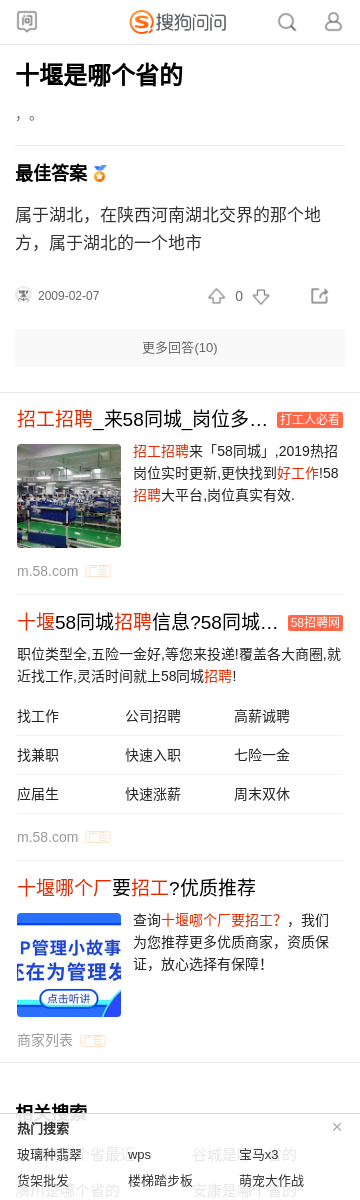 搜狗问问
十堰是哪个省的
，。
最佳答案
属于湖北，在陕西河南湖北交界的那个地
方，属于湖北的一个地市
2009-02-07
0
更多回答(10)
招工招聘_来58同城_岗位多… 打工人必看
招工招聘来「58同城」,2019热招
岗位实时更新,更快找到好工作!58
招聘大平台,岗位真实有效.
m.58.com 广告
十堰58同城招聘信息?58同城… 58招聘网
职位类型全,五险一金好,等您来投递!覆盖各大商圈,就
近找工作,灵活时间就上58同城招聘!
找工作 公司招聘 高薪诚聘
找兼职 快速入职 七险一金
应届生 快速涨薪 周末双休
m.58.com 广告
十堰哪个厂要招工?优质推荐
P管理小故事
还在为管理发
点击听讲
查询十堰哪个厂要招工？，我们
为您推荐更多优质商家，资质保
证，放心选择有保障！
商家列表 广告
相关搜索
热门搜索
玻璃种翡翠 wps 宝马x3
货架批发 楼梯踏步板 萌宠大作战